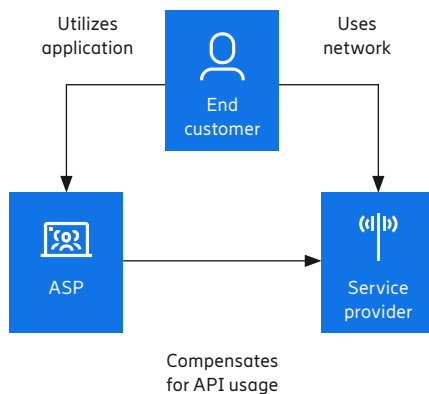 Utilizes
application
Uses
network
End
customer
ASP
Service
provider
Compensates
for API usage